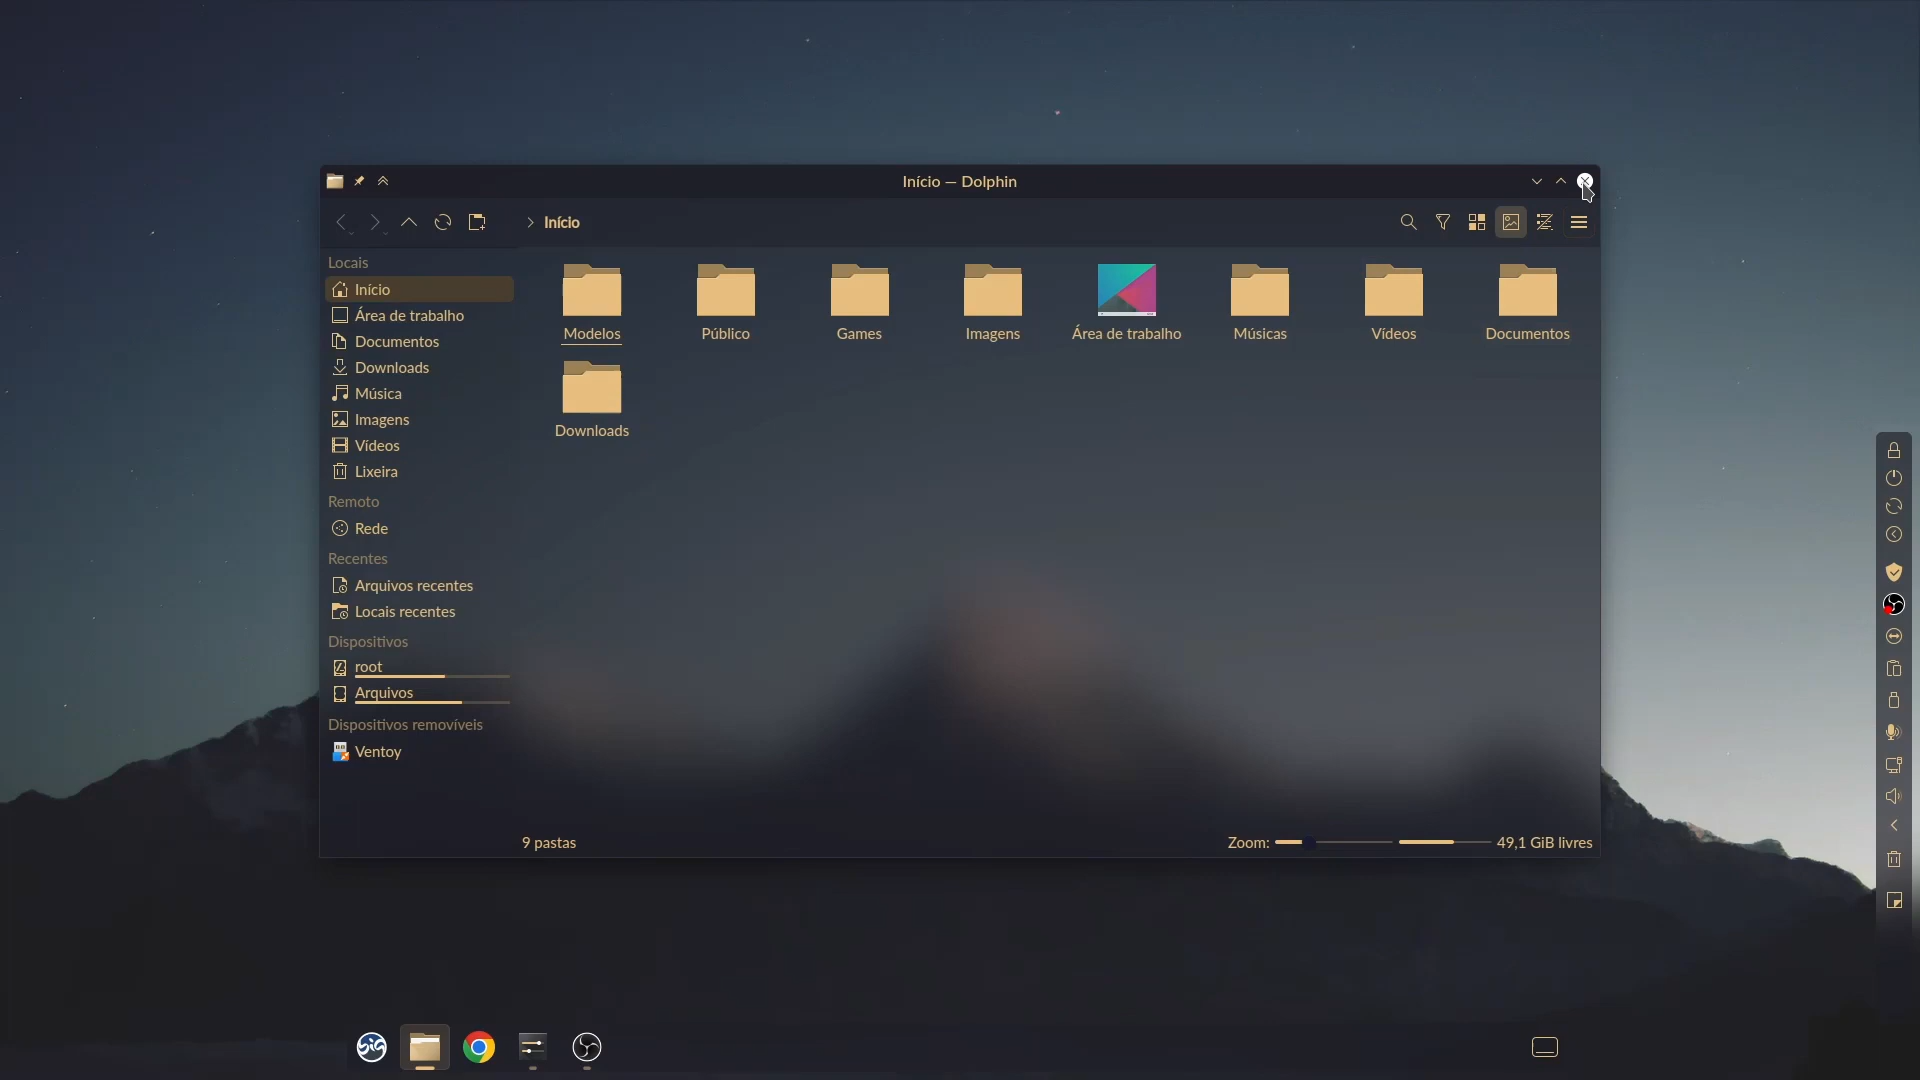 Início — Dolphin
Início
Locais
Início
Área de trabalho
Documentos
Downloads
Música
Imagens
Vídeos
Lixeira
Remoto
Rede
Recentes
Arquivos recentes
Locais recentes
Dispositivos
root
Arquivos
Dispositivos removíveis
Ventoy
Modelos
Público
Games
Imagens
Área de trabalho
Músicas
Vídeos
Documentos
Downloads
9 pastas
Zoom:
49,1 GiB livres